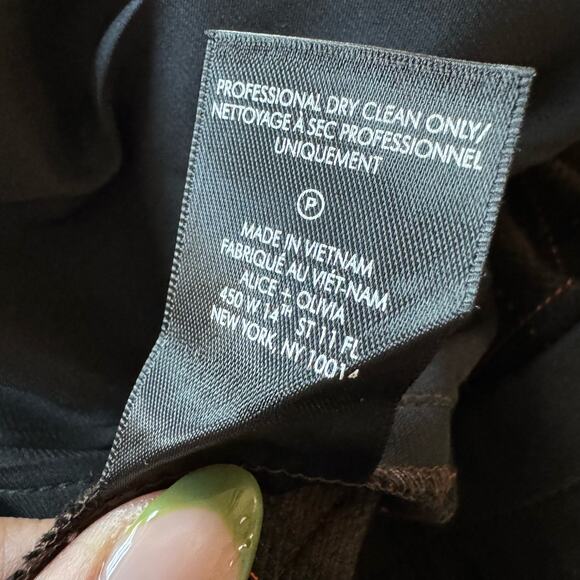 PROFESSIONAL DRY CLEAN ONLY/
NETTOYAGE À SEC PROFESSIONNEL
UNIQUEMENT
P
MADE IN VIETNAM
FABRIQUÉ AU VIET-NAM
ALICE + OLIVIA
450 W 14TH ST 11 FL
NEW YORK, NY 10014